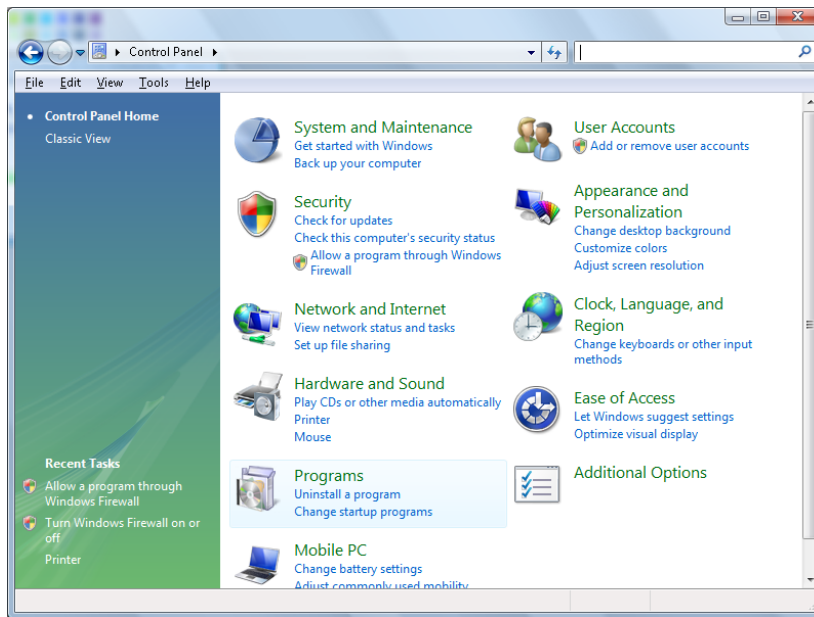 Control Panel
File Edit View Tools Help
Control Panel Home
Classic View
Recent Tasks
Allow a program through
Windows Firewall
Turn Windows Firewall on or
off
Printer
System and Maintenance
Get started with Windows
Back up your computer
Security
Check for updates
Check this computer's security status
Allow a program through Windows
Firewall
Network and Internet
View network status and tasks
Set up file sharing
Hardware and Sound
Play CDs or other media automatically
Printer
Mouse
Programs
Uninstall a program
Change startup programs
Mobile PC
Change battery settings
Adjust commonly used mobility
User Accounts
Add or remove user accounts
Appearance and
Personalization
Change desktop background
Customize colors
Adjust screen resolution
Clock, Language, and
Region
Change keyboards or other input
methods
Ease of Access
Let Windows suggest settings
Optimize visual display
Additional Options